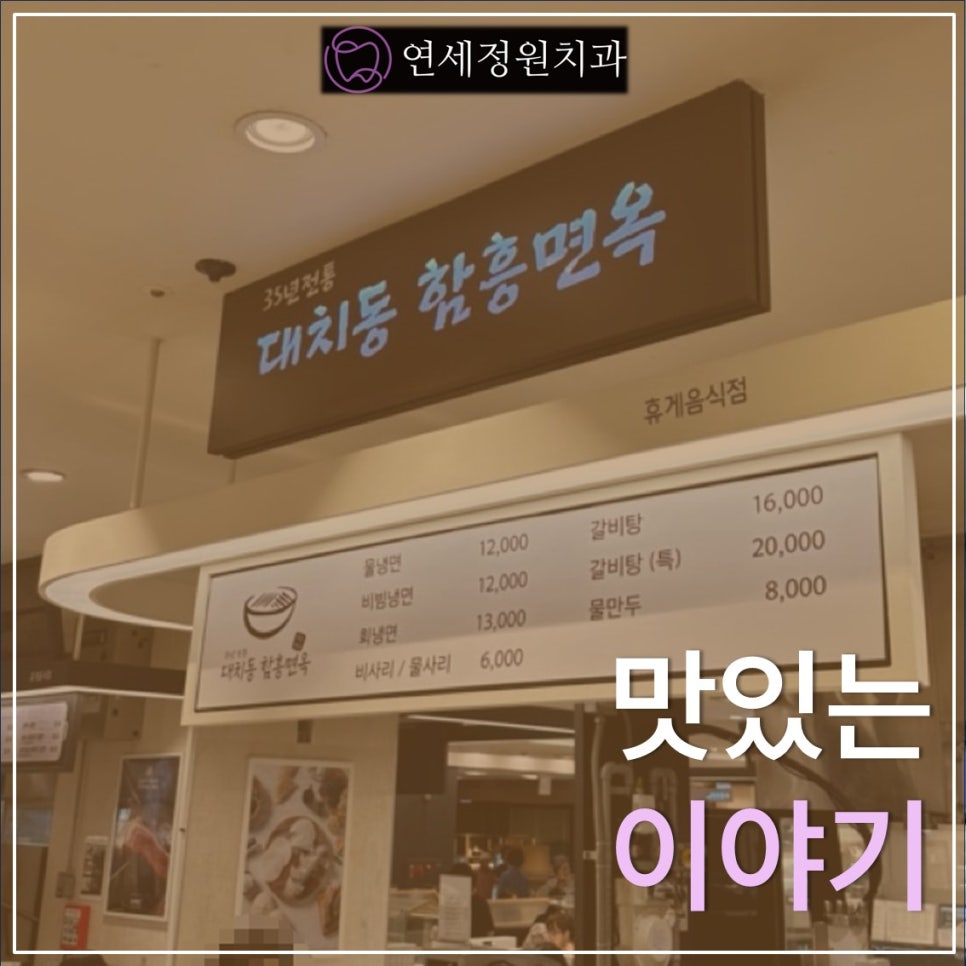 연세정원치과
35년전통
대치동 함흥면옥
휴게음식점
물냉면 12,000
비빔냉면 12,000
회냉면 13,000
비사리 / 물사리 6,000
갈비탕 16,000
갈비탕 (특) 20,000
물만두 8,000
대치동 함흥면옥
맛있는
이야기